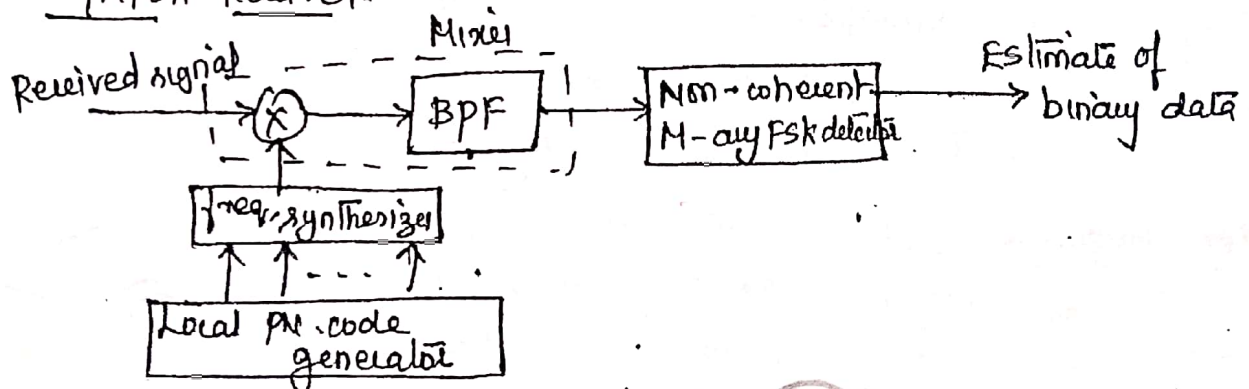 Mixer
Received signal
X
BPF
Non-coherent
M-ary FSK detector
Estimate of
binary data
freq. synthesizer
Local PN. code
generator